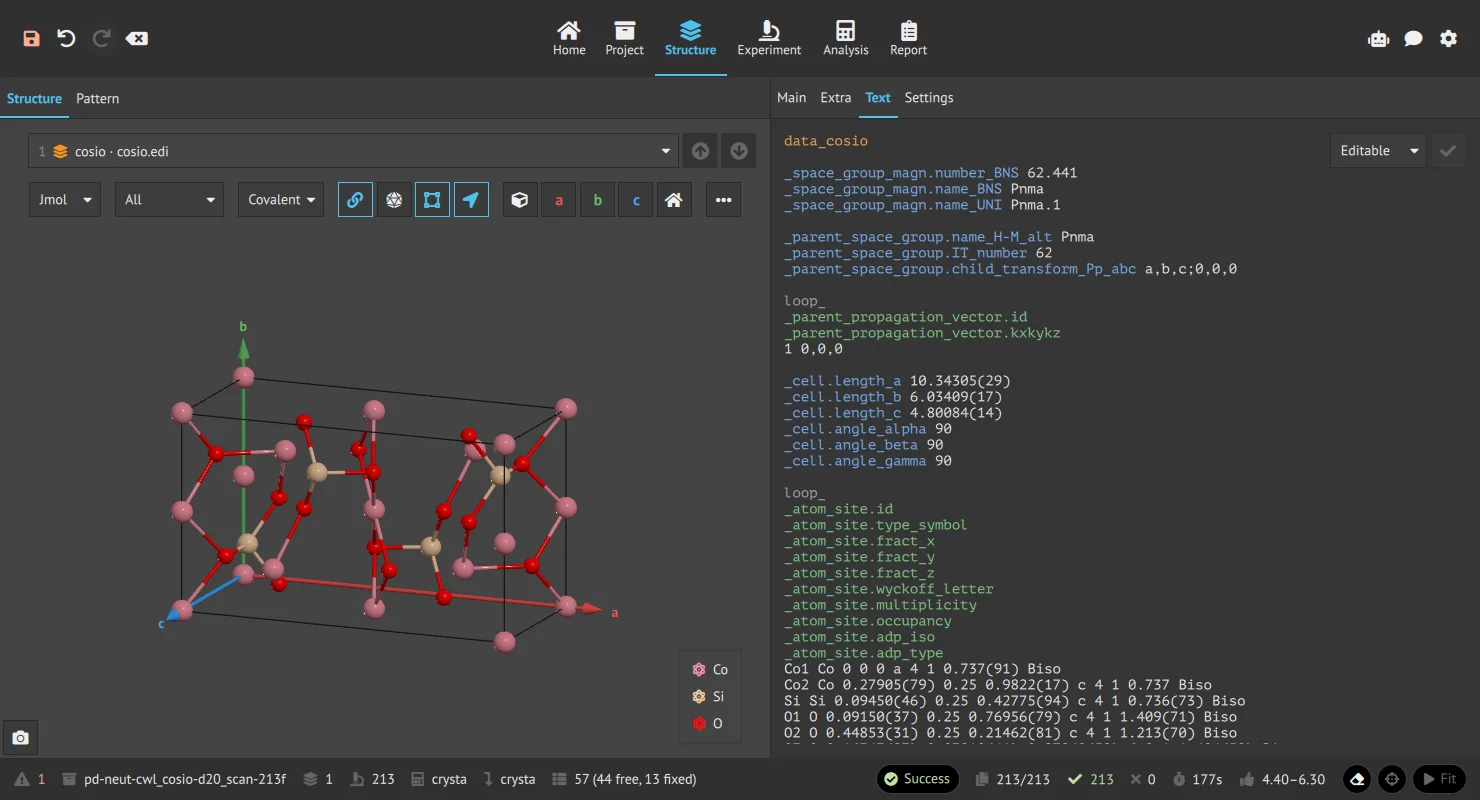 Home
Project
Structure
Experiment
Analysis
Report
Structure
Pattern
Main
Extra
Text
Settings
1 cosio · cosio.edi
Jmol
All
Covalent
a
b
c
b
a
c
Co
Si
O
Editable
data_cosio
_space_group_magn.number_BNS 62.441
_space_group_magn.name_BNS Pnma
_space_group_magn.name_UNI Pnma.1
_parent_space_group.name_H-M_alt Pnma
_parent_space_group.IT_number 62
_parent_space_group.child_transform_Pp_abc a,b,c;0,0,0
loop_
_parent_propagation_vector.id
_parent_propagation_vector.kxkykz
1 0,0,0
_cell.length_a 10.34305(29)
_cell.length_b 6.03409(17)
_cell.length_c 4.80084(14)
_cell.angle_alpha 90
_cell.angle_beta 90
_cell.angle_gamma 90
loop_
_atom_site.id
_atom_site.type_symbol
_atom_site.fract_x
_atom_site.fract_y
_atom_site.fract_z
_atom_site.wyckoff_letter
_atom_site.multiplicity
_atom_site.occupancy
_atom_site.adp_iso
_atom_site.adp_type
Co1 Co 0 0 0 a 4 1 0.737(91) Biso
Co2 Co 0.27905(79) 0.25 0.9822(17) c 4 1 0.737 Biso
Si Si 0.09450(46) 0.25 0.42775(94) c 4 1 0.736(73) Biso
O1 O 0.09150(37) 0.25 0.76956(79) c 4 1 1.409(71) Biso
O2 O 0.44853(31) 0.25 0.21462(81) c 4 1 1.213(70) Biso
1
pd-neut-cwl_cosio-d20_scan-213f
1
213
crysta
crysta
57 (44 free, 13 fixed)
Success
213/213
213
0
177s
4.40–6.30
Fit